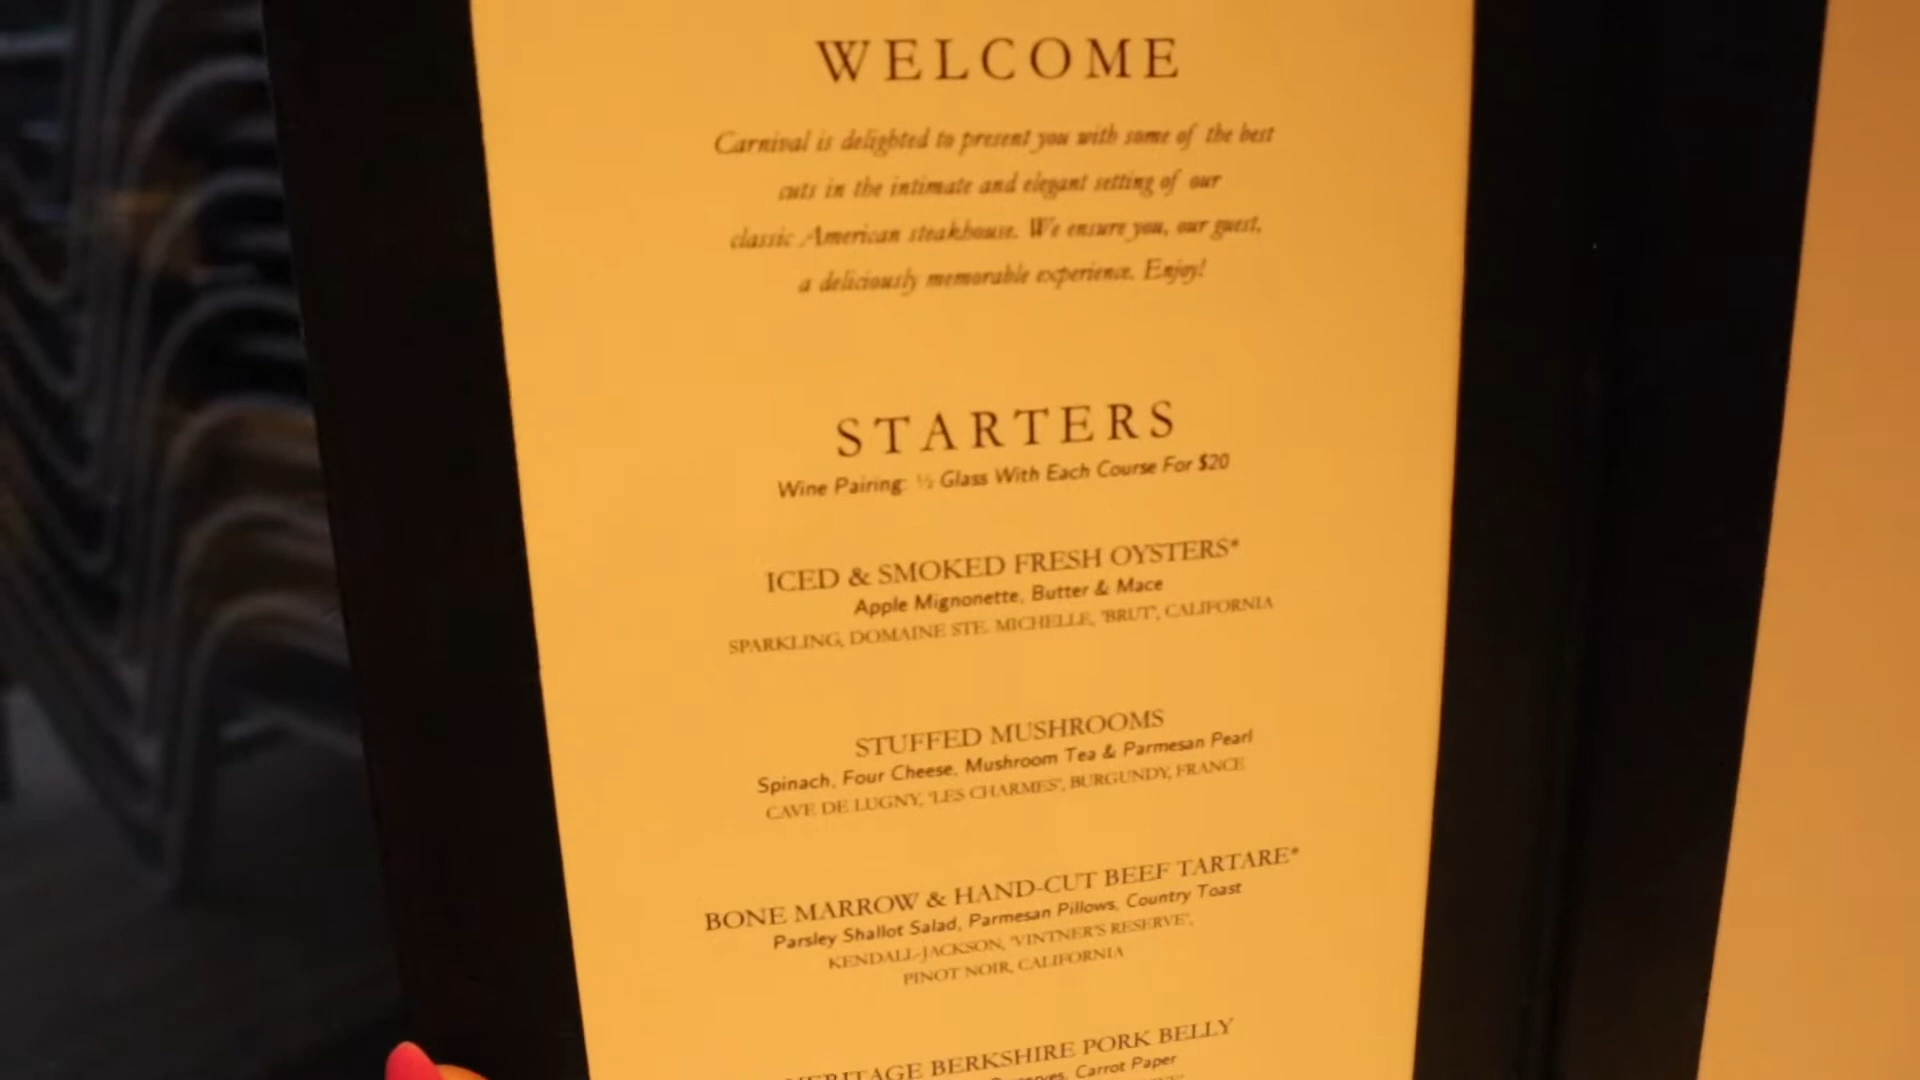 WELCOME
Carnival is delighted to present you with some of the best
cuts in the intimate and elegant setting of our
classic American steakhouse. We ensure you, our guest,
a deliciously memorable experience. Enjoy!
STARTERS
Wine Pairing: ½ Glass With Each Course For $20
ICED & SMOKED FRESH OYSTERS*
Apple Mignonette, Butter & Mace
SPARKLING, DOMAINE STE. MICHELLE, "BRUT", CALIFORNIA
STUFFED MUSHROOMS
Spinach, Four Cheese, Mushroom Tea & Parmesan Pearl
CAVE DE LUGNY, "LES CHARMES", BURGUNDY, FRANCE
BONE MARROW & HAND-CUT BEEF TARTARE*
Parsley Shallot Salad, Parmesan Pillows, Country Toast
KENDALL-JACKSON, "VINTNER'S RESERVE",
PINOT NOIR, CALIFORNIA
BERKSHIRE PORK BELLY
Carrot Paper